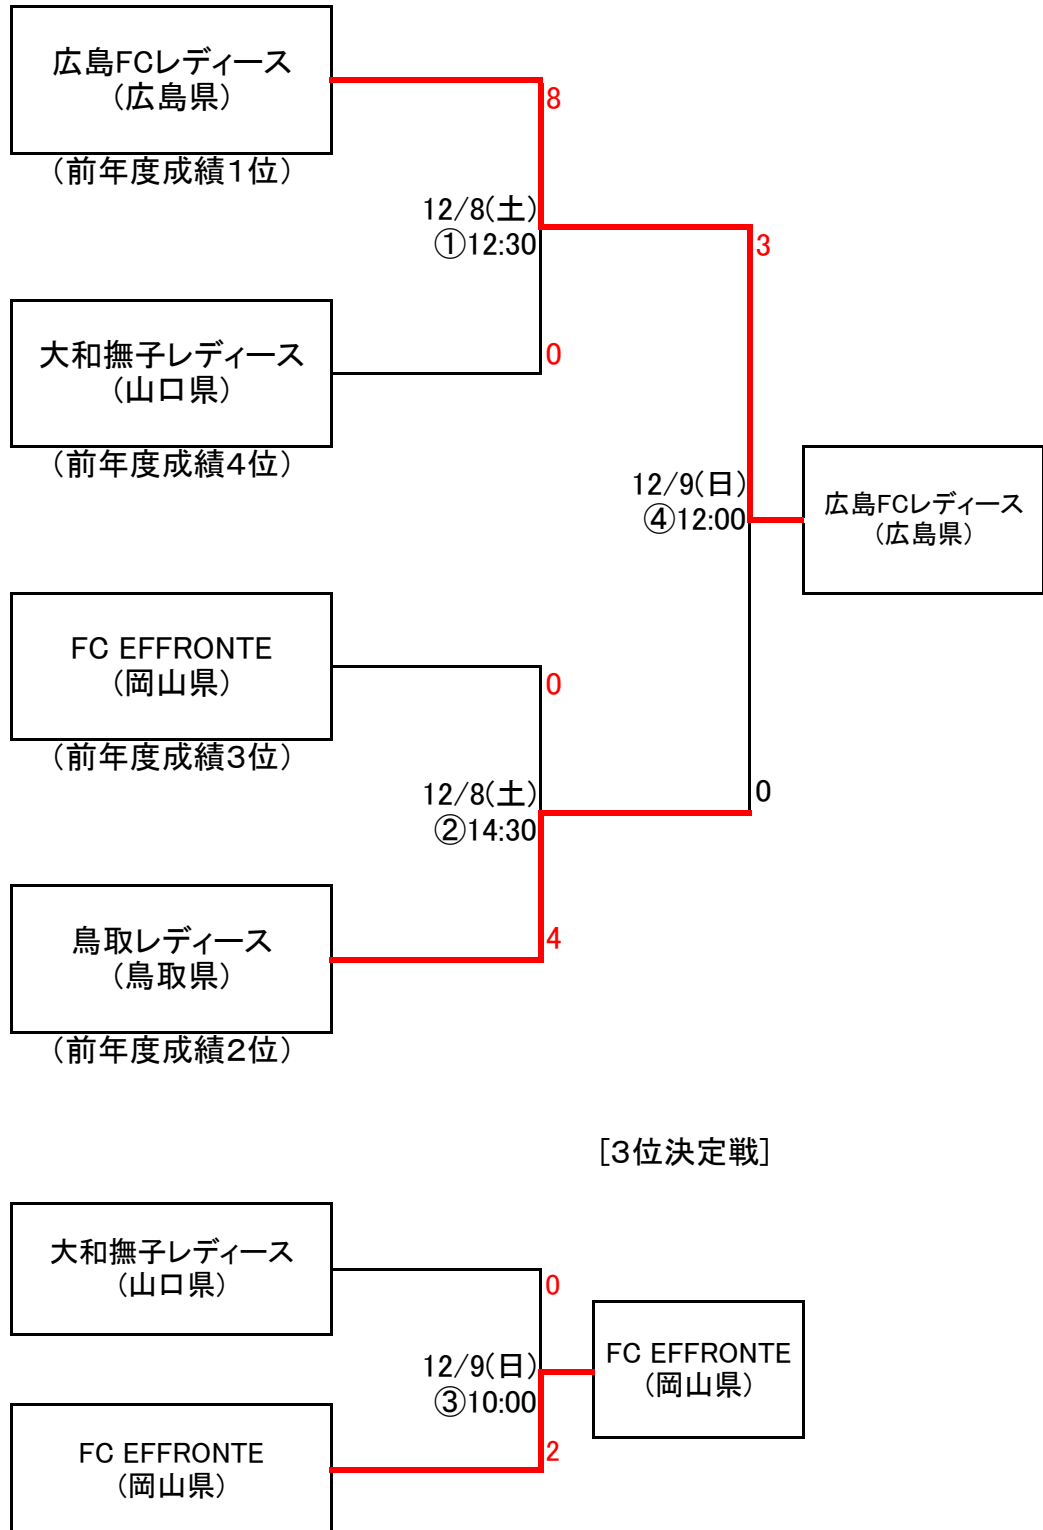 広島FCレディース
(広島県)
(前年度成績1位)
8
12/8(土)
①12:30
3
大和撫子レディース
(山口県)
(前年度成績4位)
0
12/9(日)
④12:00
広島FCレディース
(広島県)
FC EFFRONTE
(岡山県)
(前年度成績3位)
0
12/8(土)
②14:30
0
鳥取レディース
(鳥取県)
(前年度成績2位)
4
[3位決定戦]
大和撫子レディース
(山口県)
0
12/9(日)
③10:00
FC EFFRONTE
(岡山県)
FC EFFRONTE
(岡山県)
2